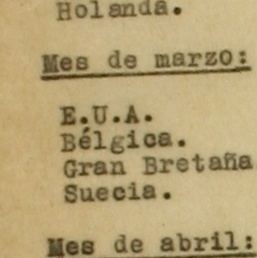 Holanda.
Mes de marzo:
E.U.A.
Bélgica.
Gran Bretaña
Suecia.
Mes de abril: